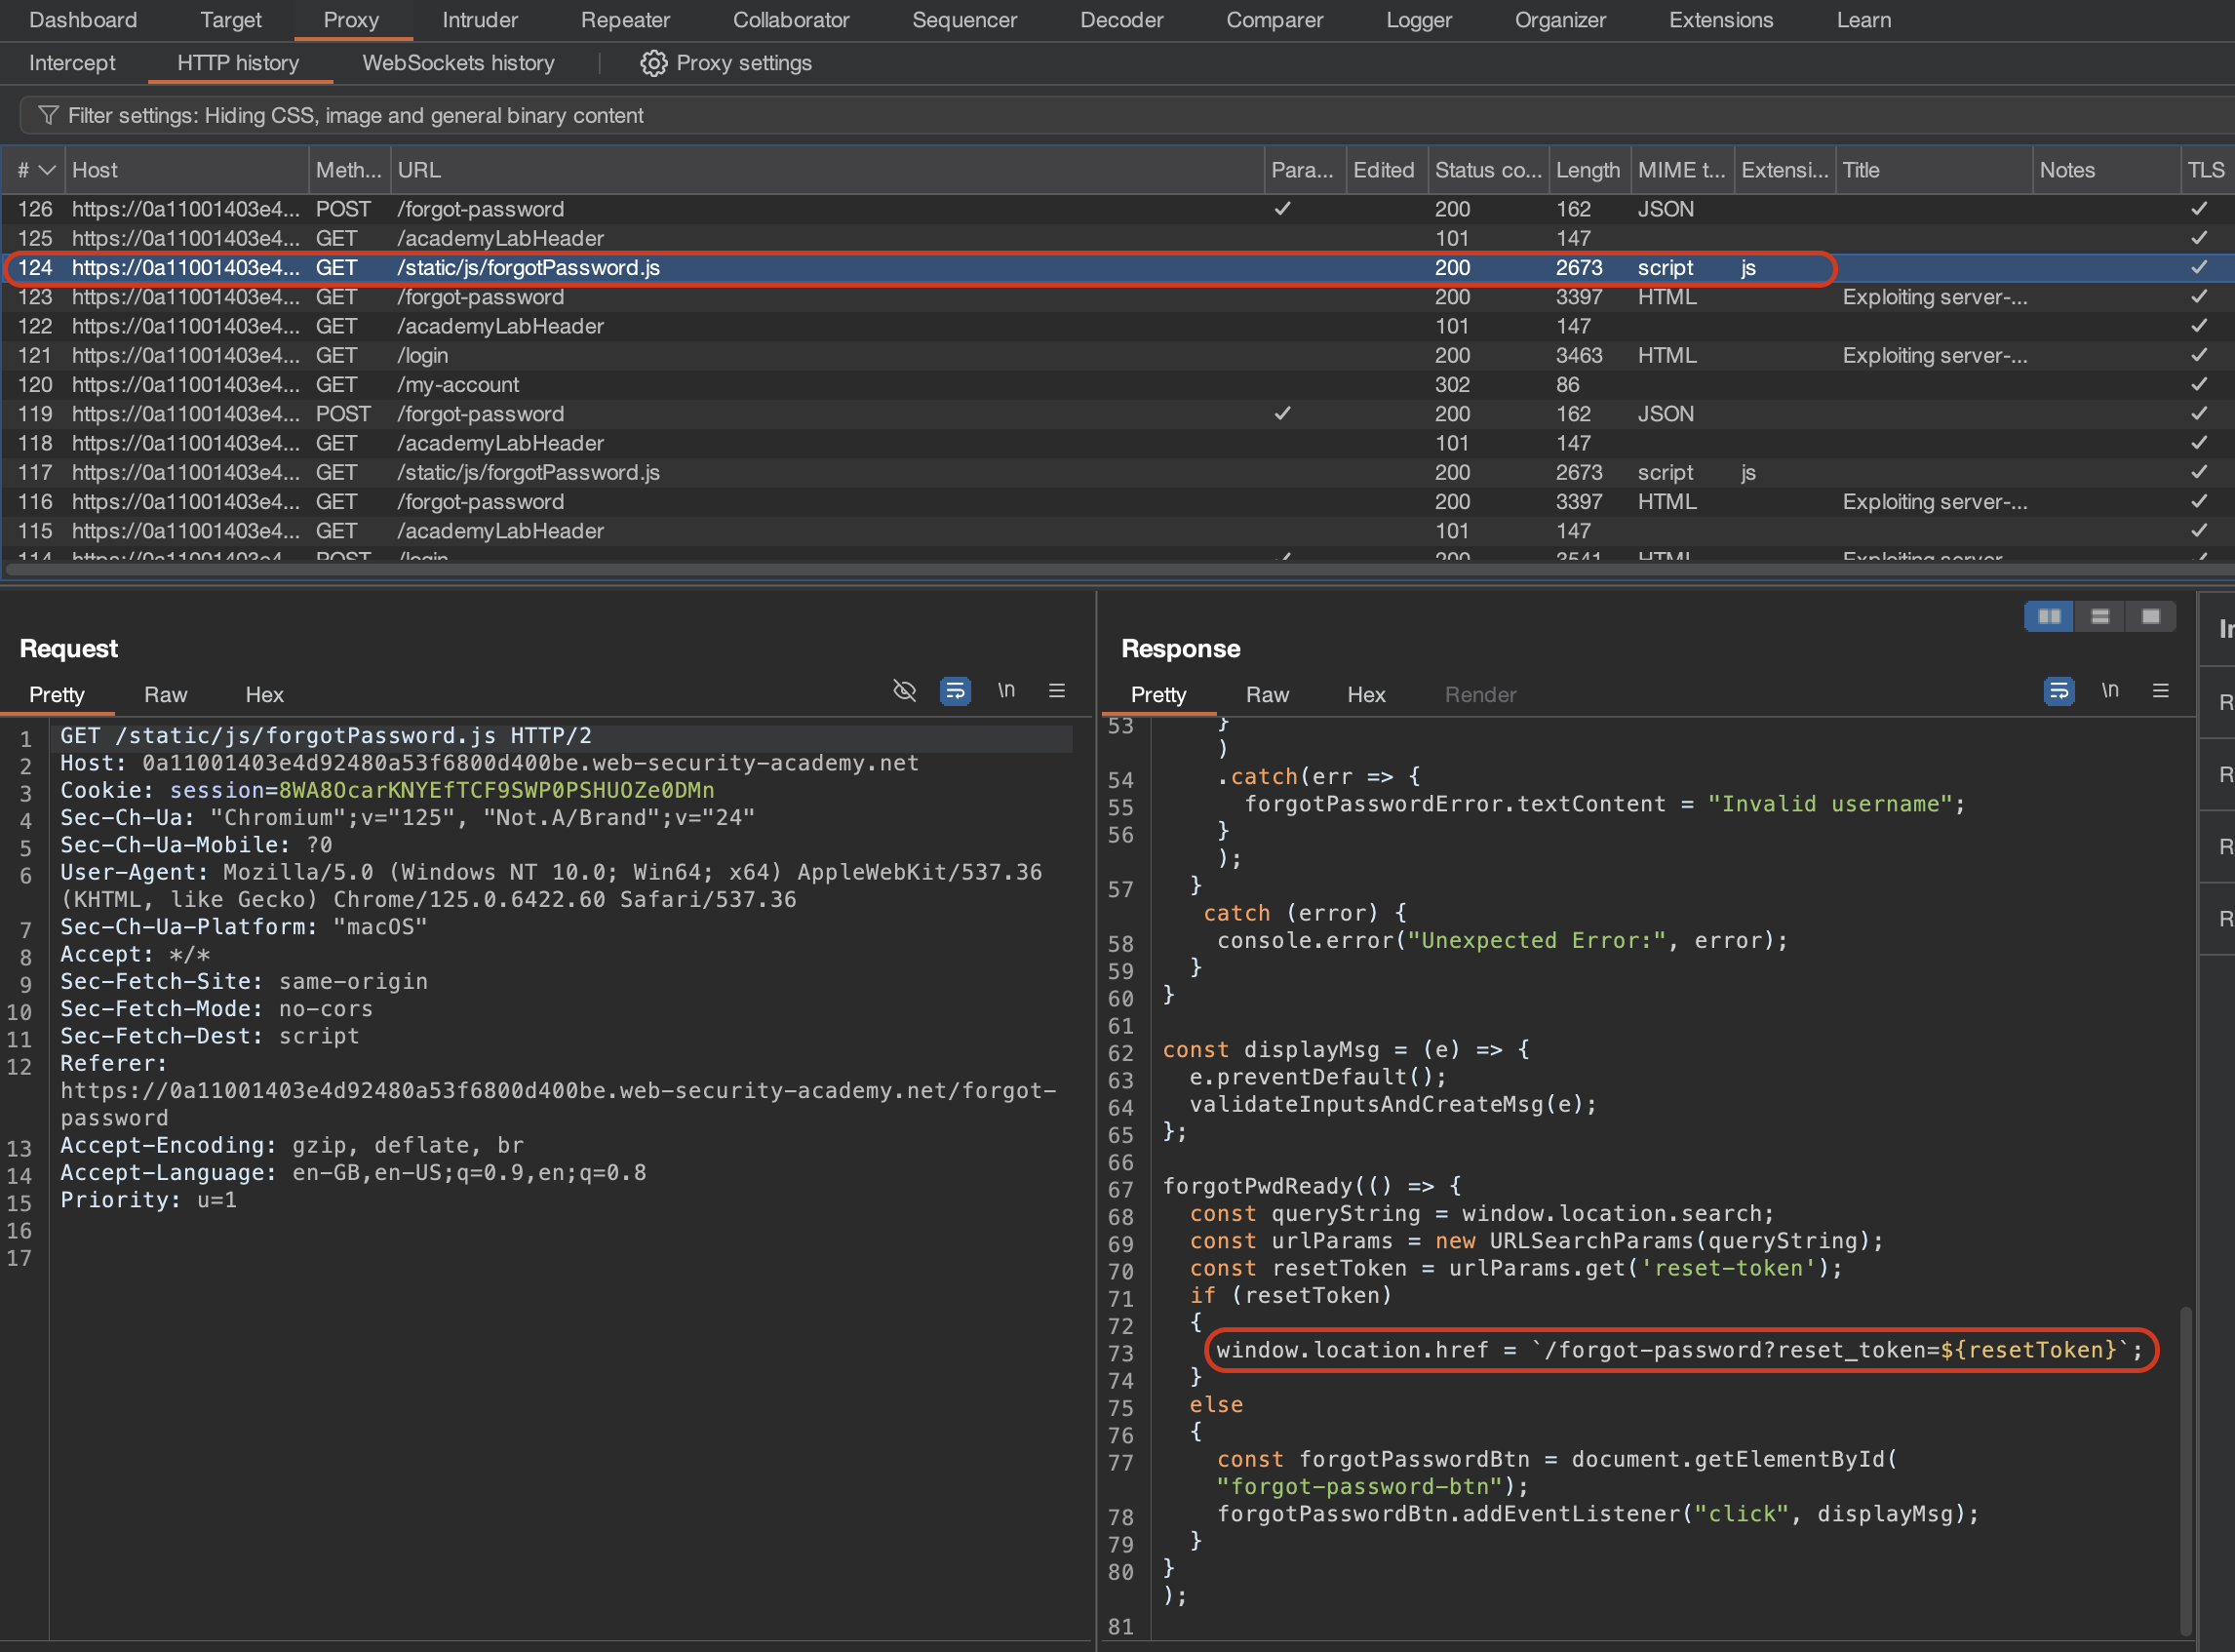 Dashboard Target Proxy Intruder Repeater Collaborator Sequencer Decoder Comparer Logger Organizer Extensions Learn
Intercept HTTP history WebSockets history Proxy settings
Filter settings: Hiding CSS, image and general binary content
# Host Meth... URL Para... Edited Status co... Length MIME t... Extensi... Title Notes TLS
126 https://0a11001403e4... POST /forgot-password ✓ 200 162 JSON ✓
125 https://0a11001403e4... GET /academyLabHeader 101 147 ✓
124 https://0a11001403e4... GET /static/js/forgotPassword.js 200 2673 script js ✓
123 https://0a11001403e4... GET /forgot-password 200 3397 HTML Exploiting server-... ✓
122 https://0a11001403e4... GET /academyLabHeader 101 147 ✓
121 https://0a11001403e4... GET /login 200 3463 HTML Exploiting server-... ✓
120 https://0a11001403e4... GET /my-account 302 86 ✓
119 https://0a11001403e4... POST /forgot-password ✓ 200 162 JSON ✓
118 https://0a11001403e4... GET /academyLabHeader 101 147 ✓
117 https://0a11001403e4... GET /static/js/forgotPassword.js 200 2673 script js ✓
116 https://0a11001403e4... GET /forgot-password 200 3397 HTML Exploiting server-... ✓
115 https://0a11001403e4... GET /academyLabHeader 101 147 ✓
114 https://0a11001403e4... POST /login ✓ 200 3541 HTML Exploiting server-... ✓
Request
Pretty Raw Hex \n
1 GET /static/js/forgotPassword.js HTTP/2
2 Host: 0a11001403e4d92480a53f6800d400be.web-security-academy.net
3 Cookie: session=8WA8OcarKNYEfTCF9SWP0PSHUOZe0DMn
4 Sec-Ch-Ua: "Chromium";v="125", "Not.A/Brand";v="24"
5 Sec-Ch-Ua-Mobile: ?0
6 User-Agent: Mozilla/5.0 (Windows NT 10.0; Win64; x64) AppleWebKit/537.36
(KHTML, like Gecko) Chrome/125.0.6422.60 Safari/537.36
7 Sec-Ch-Ua-Platform: "macOS"
8 Accept: */*
9 Sec-Fetch-Site: same-origin
10 Sec-Fetch-Mode: no-cors
11 Sec-Fetch-Dest: script
12 Referer:
https://0a11001403e4d92480a53f6800d400be.web-security-academy.net/forgot-
password
13 Accept-Encoding: gzip, deflate, br
14 Accept-Language: en-GB,en-US;q=0.9,en;q=0.8
15 Priority: u=1
16
17
Response
Pretty Raw Hex Render \n
53 }
)
54 .catch(err => {
55 forgotPasswordError.textContent = "Invalid username";
56 }
);
57 }
catch (error) {
58 console.error("Unexpected Error:", error);
59 }
60 }
61
62 const displayMsg = (e) => {
63 e.preventDefault();
64 validateInputsAndCreateMsg(e);
65 };
66
67 forgotPwdReady(() => {
68 const queryString = window.location.search;
69 const urlParams = new URLSearchParams(queryString);
70 const resetToken = urlParams.get('reset-token');
71 if (resetToken)
72 {
73 window.location.href = `/forgot-password?reset_token=${resetToken}`;
74 }
75 else
76 {
77 const forgotPasswordBtn = document.getElementById(
"forgot-password-btn");
78 forgotPasswordBtn.addEventListener("click", displayMsg);
79 }
80 }
);
81
R
R
R
R